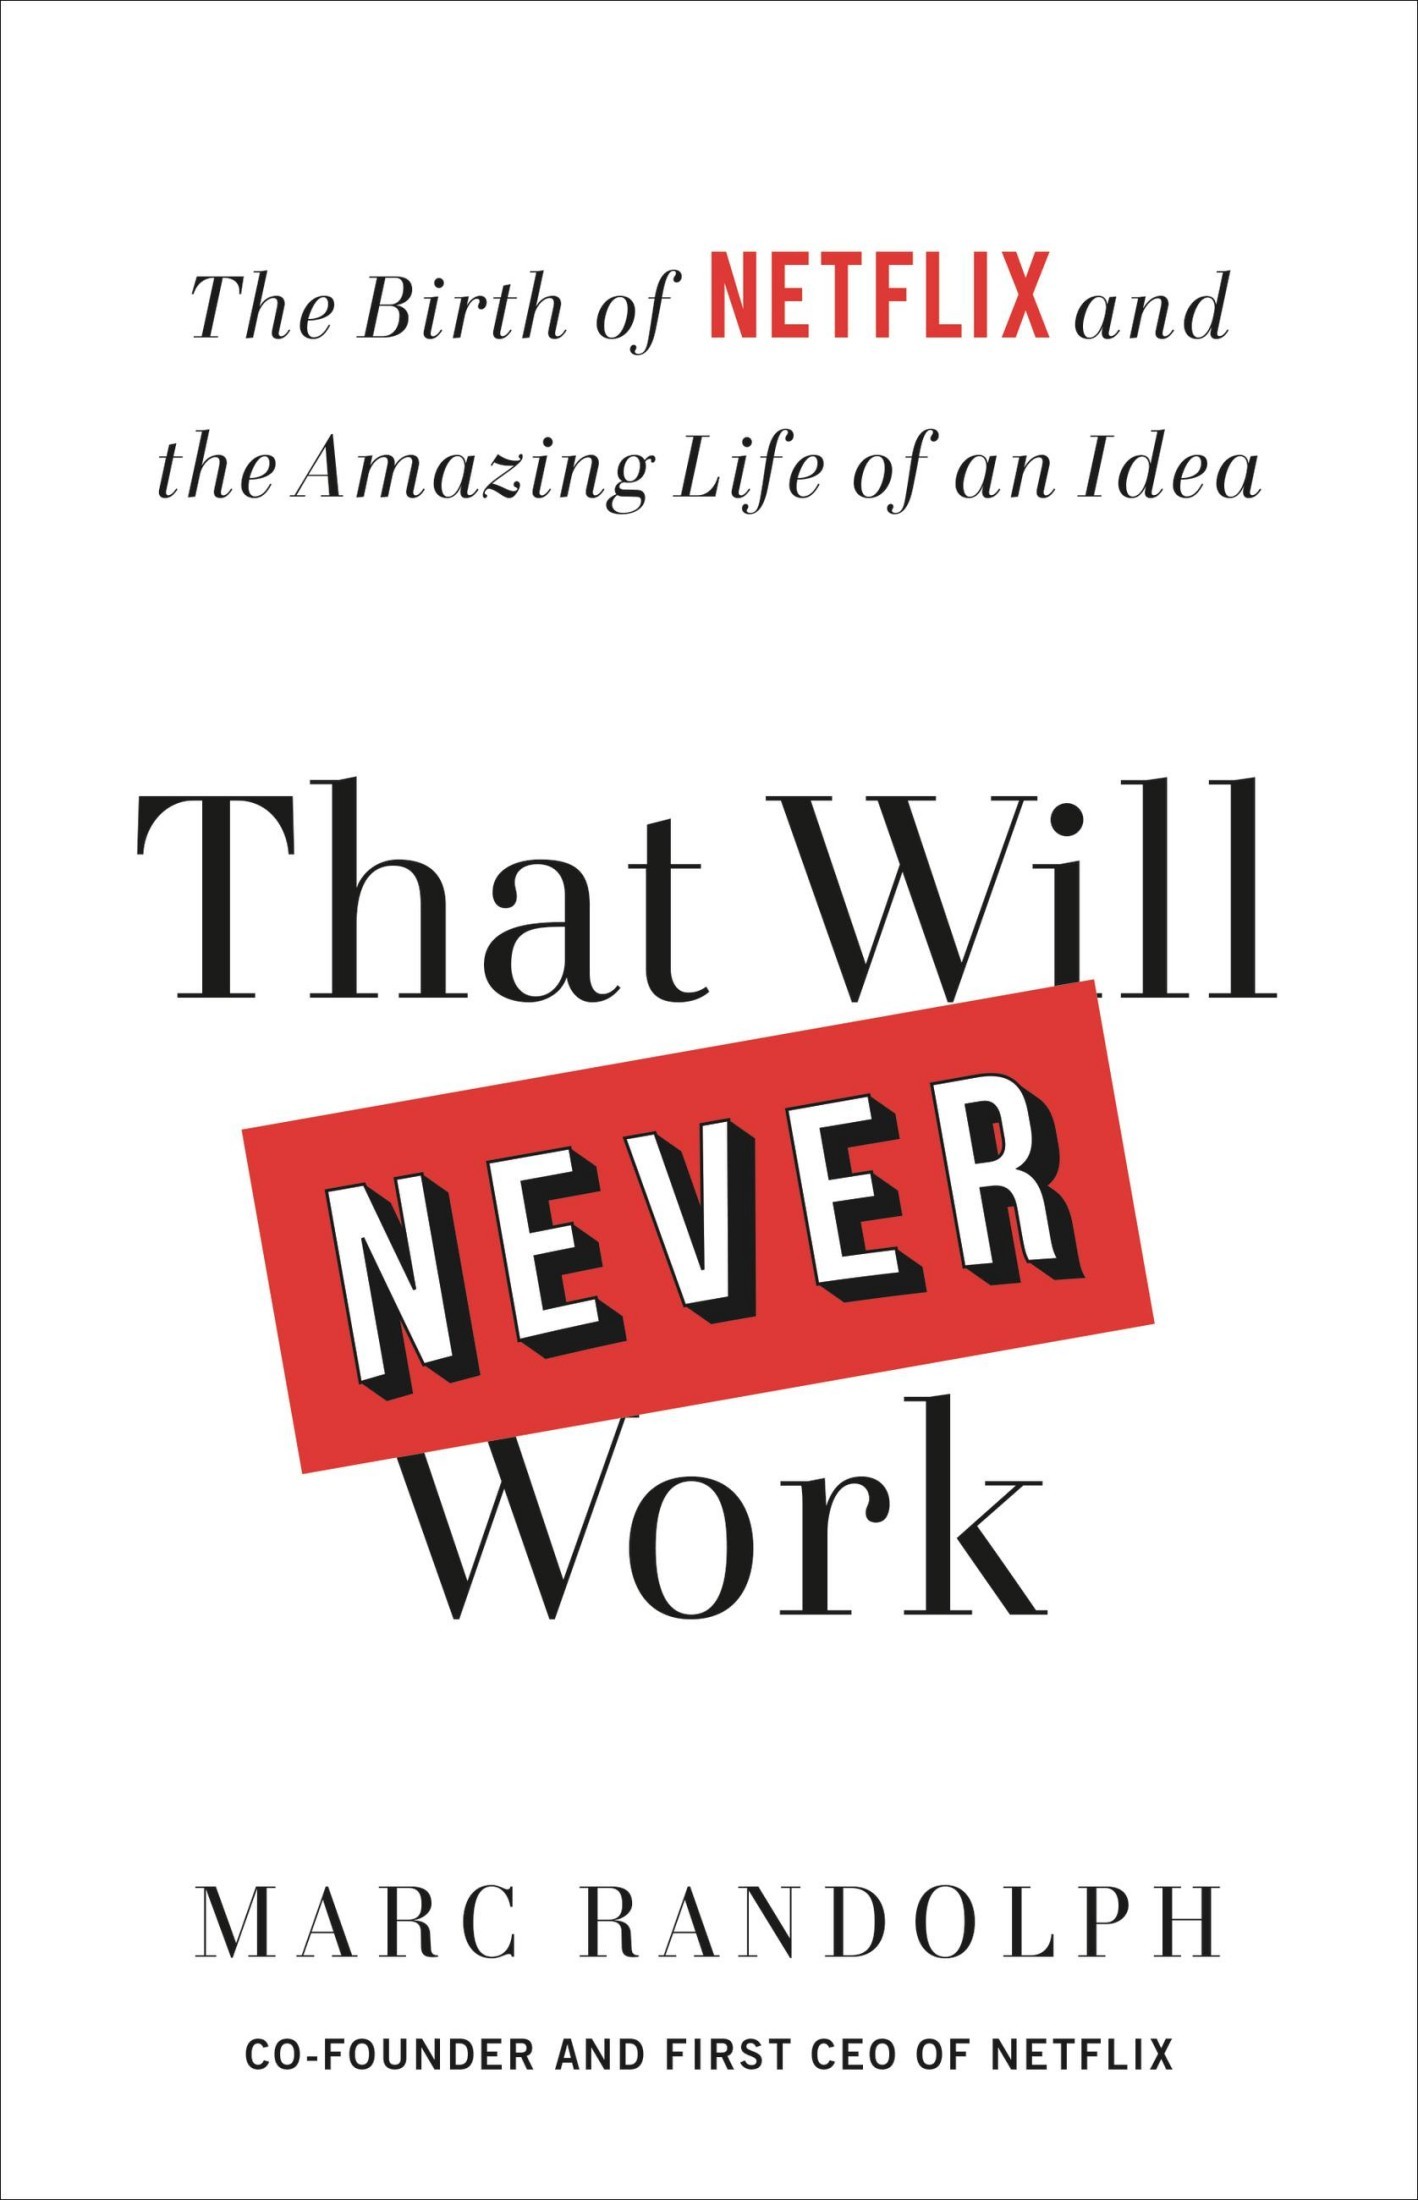 The Birth of NETFLIX and
the Amazing Life of an Idea
That Will
NEVER
Work
MARC RANDOLPH
CO-FOUNDER AND FIRST CEO OF NETFLIX